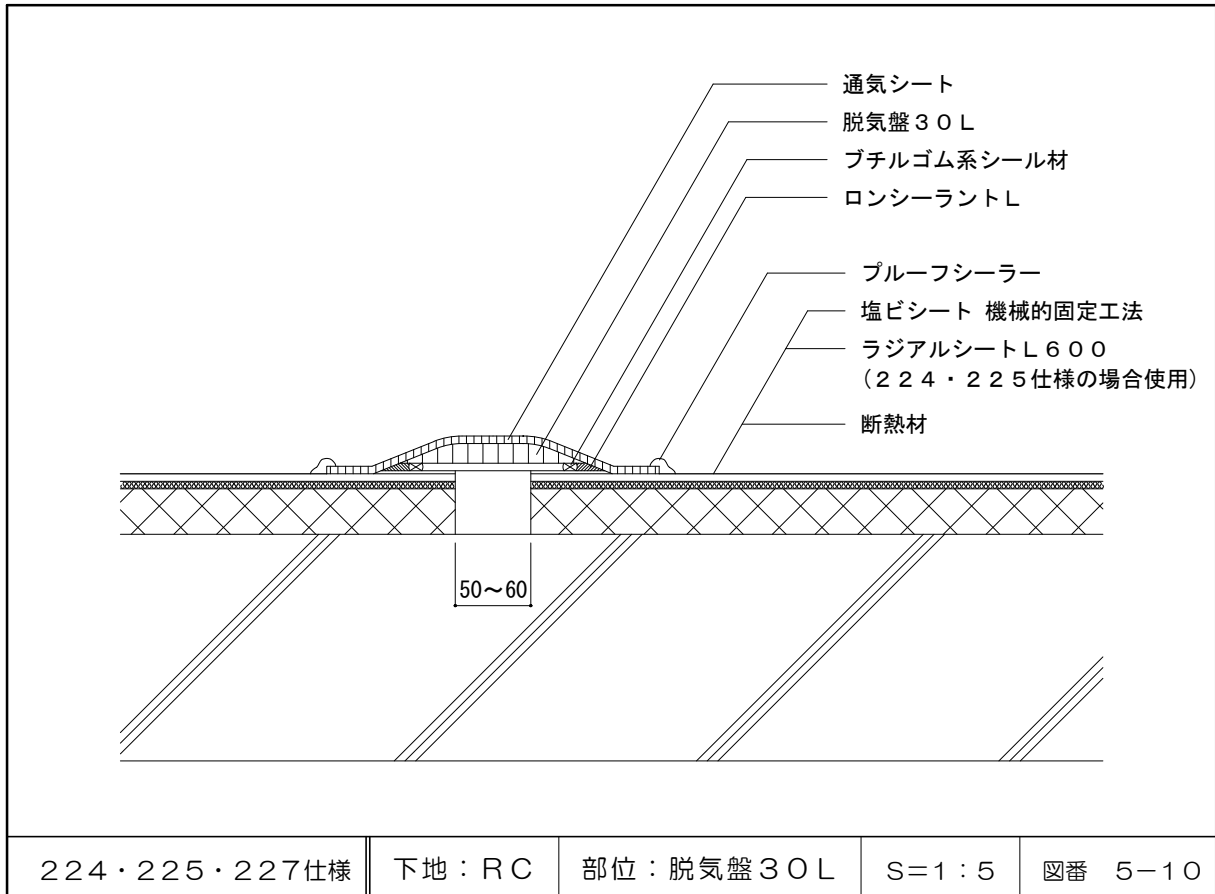 通気シート
脱気盤３０Ｌ
ブチルゴム系シール材
ロンシーラントＬ
プルーフシーラー
塩ビシート 機械的固定工法
ラジアルシートＬ６００
（２２４・２２５仕様の場合使用）
断熱材
50～60
２２４・２２５・２２７仕様
下地：ＲＣ
部位：脱気盤３０Ｌ
Ｓ＝１：５
図番 ５－１０